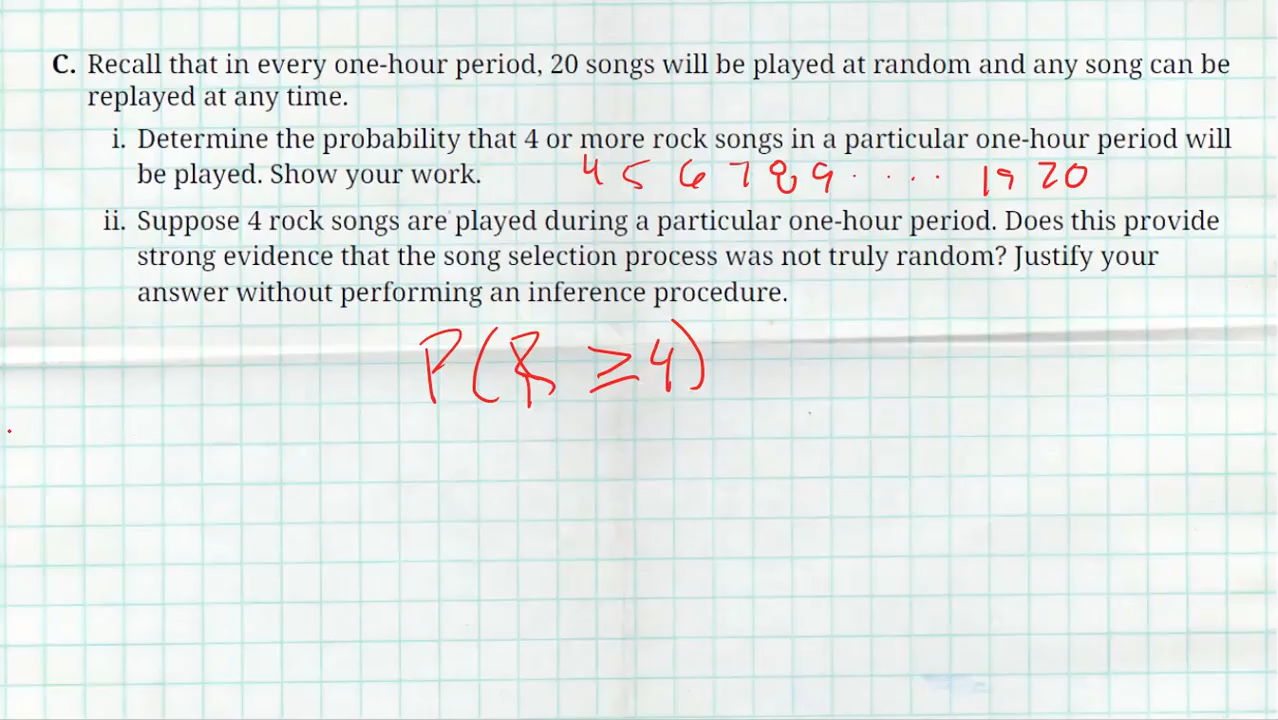 C. Recall that in every one-hour period, 20 songs will be played at random and any song can be
replayed at any time.
i. Determine the probability that 4 or more rock songs in a particular one-hour period will
be played. Show your work. 4 5 6 7 8 9 ..... 19 20
ii. Suppose 4 rock songs are played during a particular one-hour period. Does this provide
strong evidence that the song selection process was not truly random? Justify your
answer without performing an inference procedure.
P(R ≥ 4)